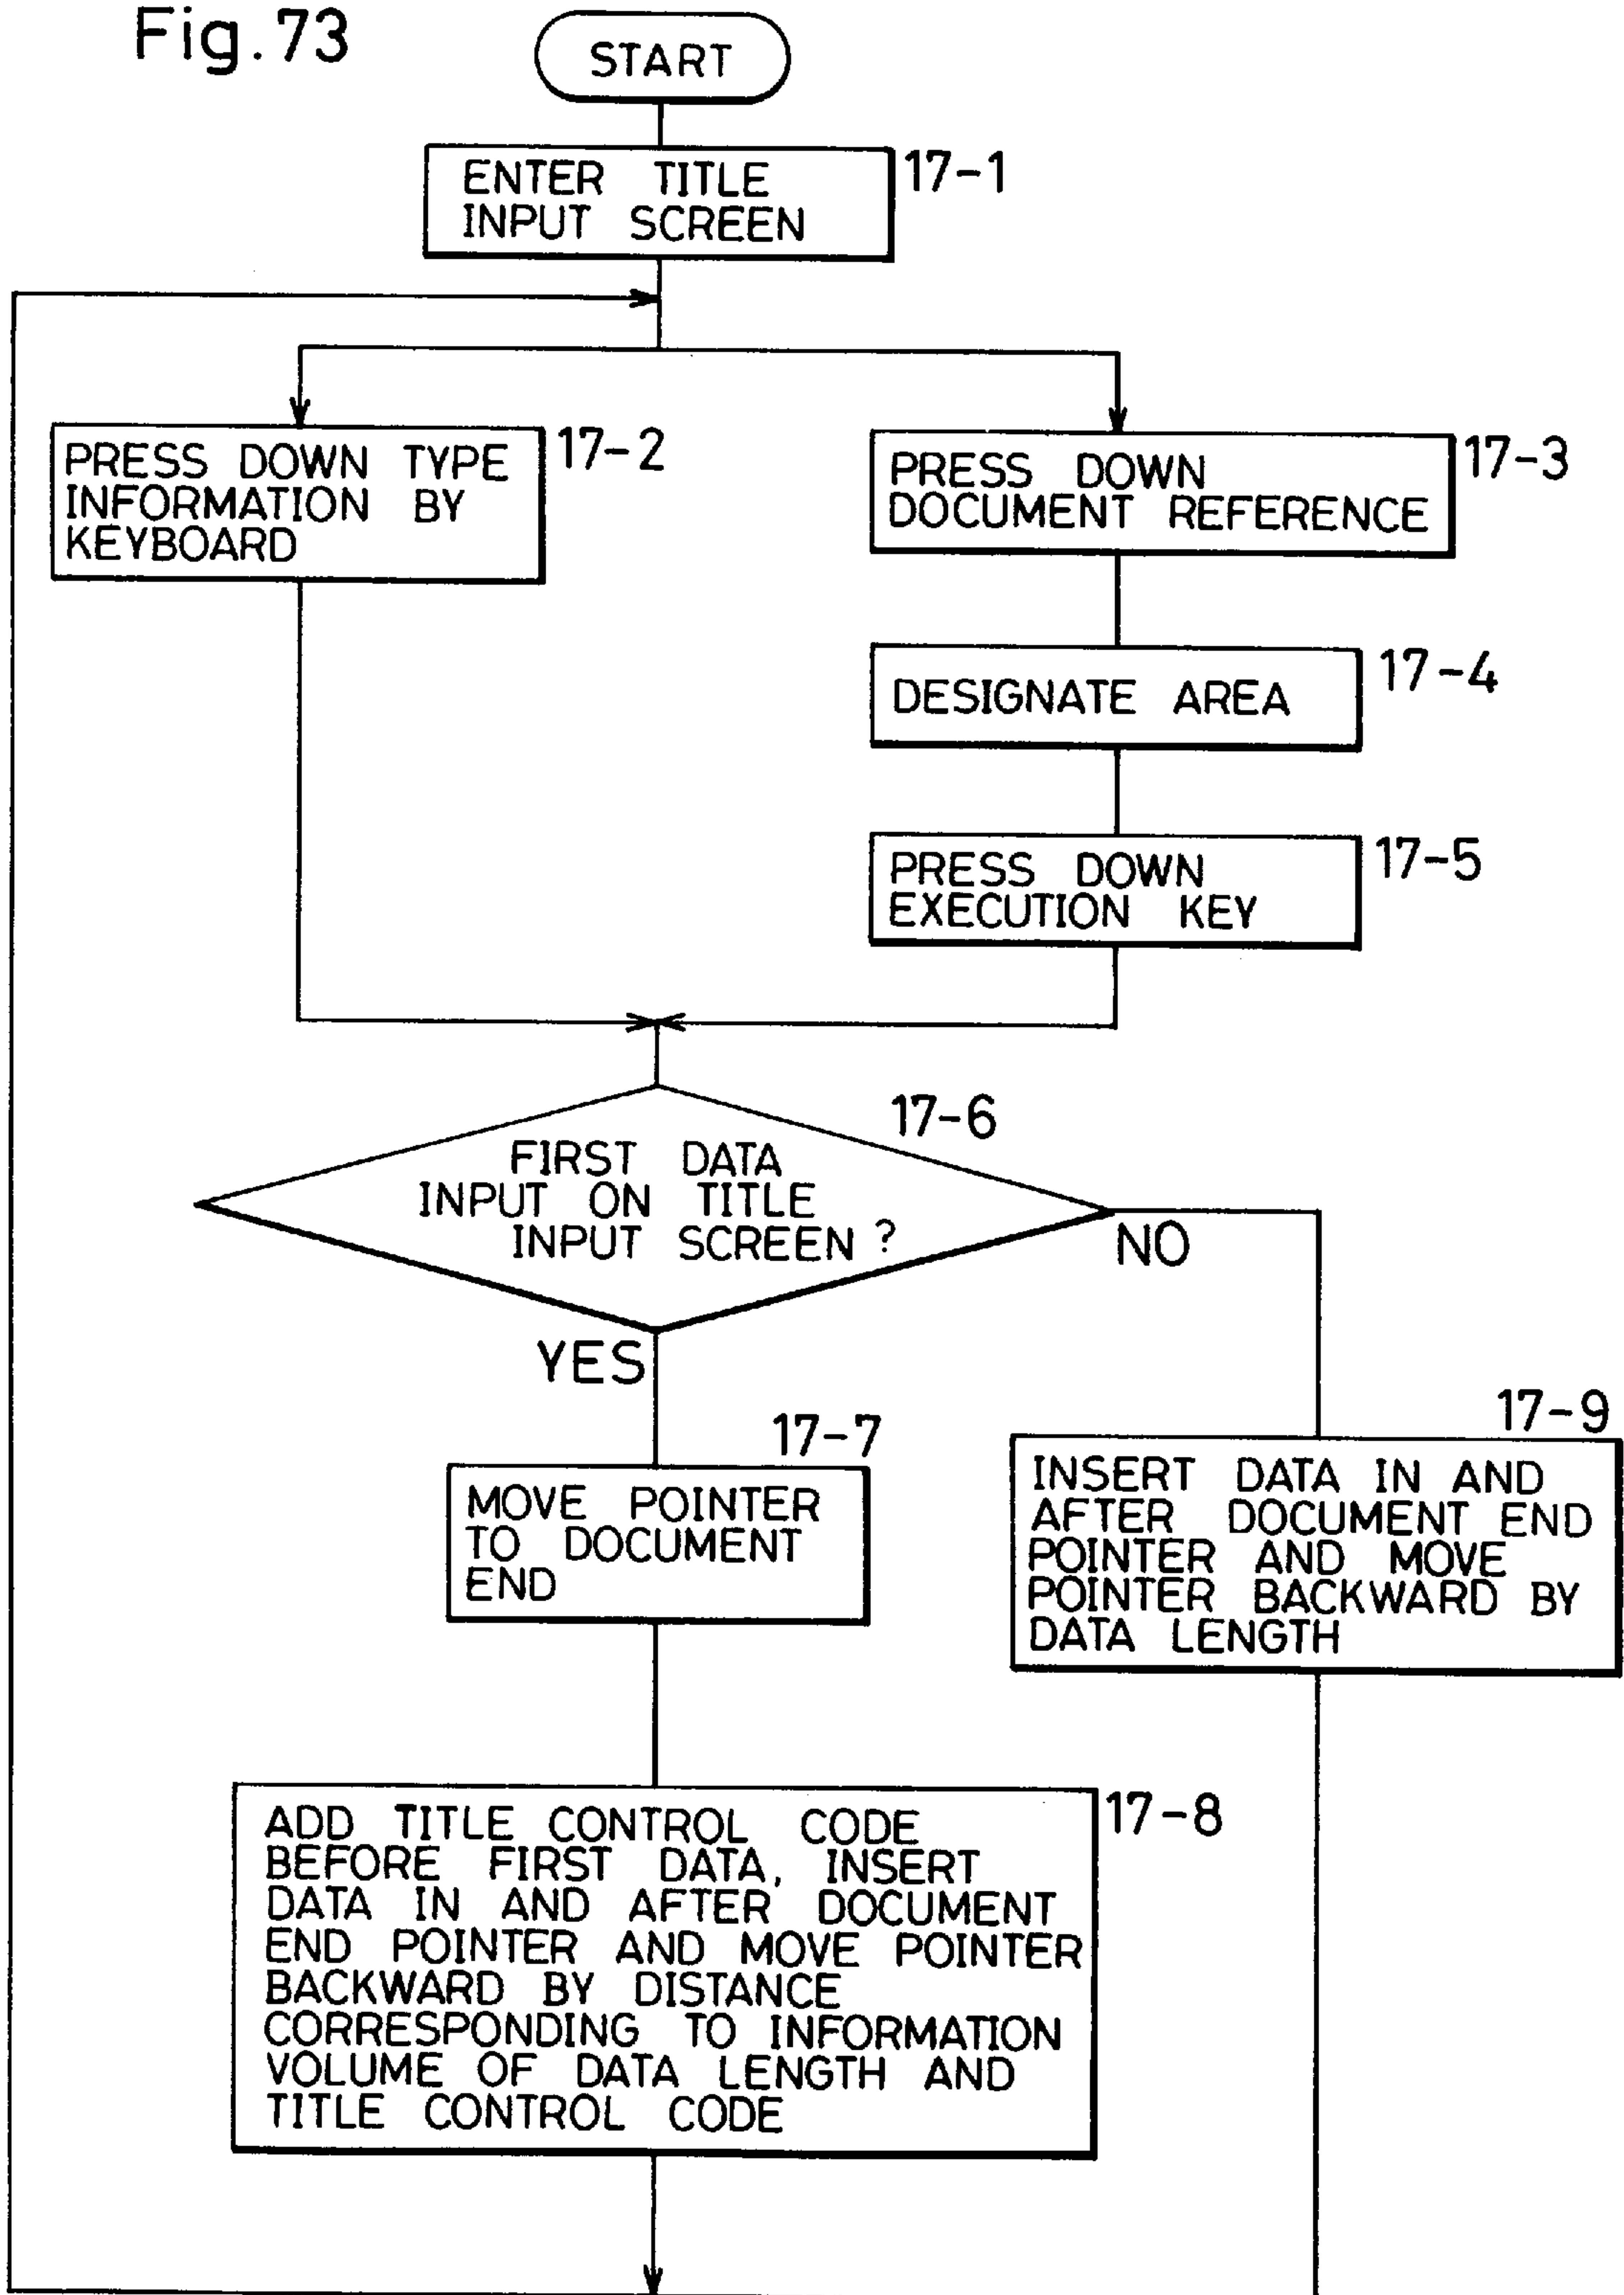 Fig.73
START
ENTER TITLE
INPUT SCREEN
17-1
PRESS DOWN TYPE
INFORMATION BY
KEYBOARD
17-2
PRESS DOWN
DOCUMENT REFERENCE
17-3
DESIGNATE AREA
17-4
PRESS DOWN
EXECUTION KEY
17-5
17-6
FIRST DATA
INPUT ON TITLE
INPUT SCREEN ?
NO
YES
17-7
MOVE POINTER
TO DOCUMENT
END
17-9
INSERT DATA IN AND
AFTER DOCUMENT END
POINTER AND MOVE
POINTER BACKWARD BY
DATA LENGTH
ADD TITLE CONTROL CODE
BEFORE FIRST DATA, INSERT
DATA IN AND AFTER DOCUMENT
END POINTER AND MOVE POINTER
BACKWARD BY DISTANCE
CORRESPONDING TO INFORMATION
VOLUME OF DATA LENGTH AND
TITLE CONTROL CODE
17-8